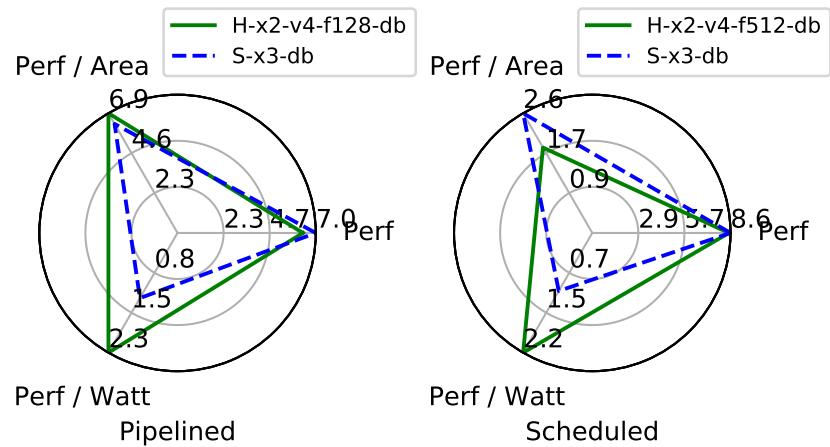 H-x2-v4-f128-db
S-x3-db
Perf / Area
6.9
4.6
2.3
2.3
4.7
7.0
Perf
0.8
1.5
2.3
Perf / Watt
Pipelined
H-x2-v4-f512-db
S-x3-db
Perf / Area
2.6
1.7
0.9
2.9
5.7
8.6
Perf
0.7
1.5
2.2
Perf / Watt
Scheduled